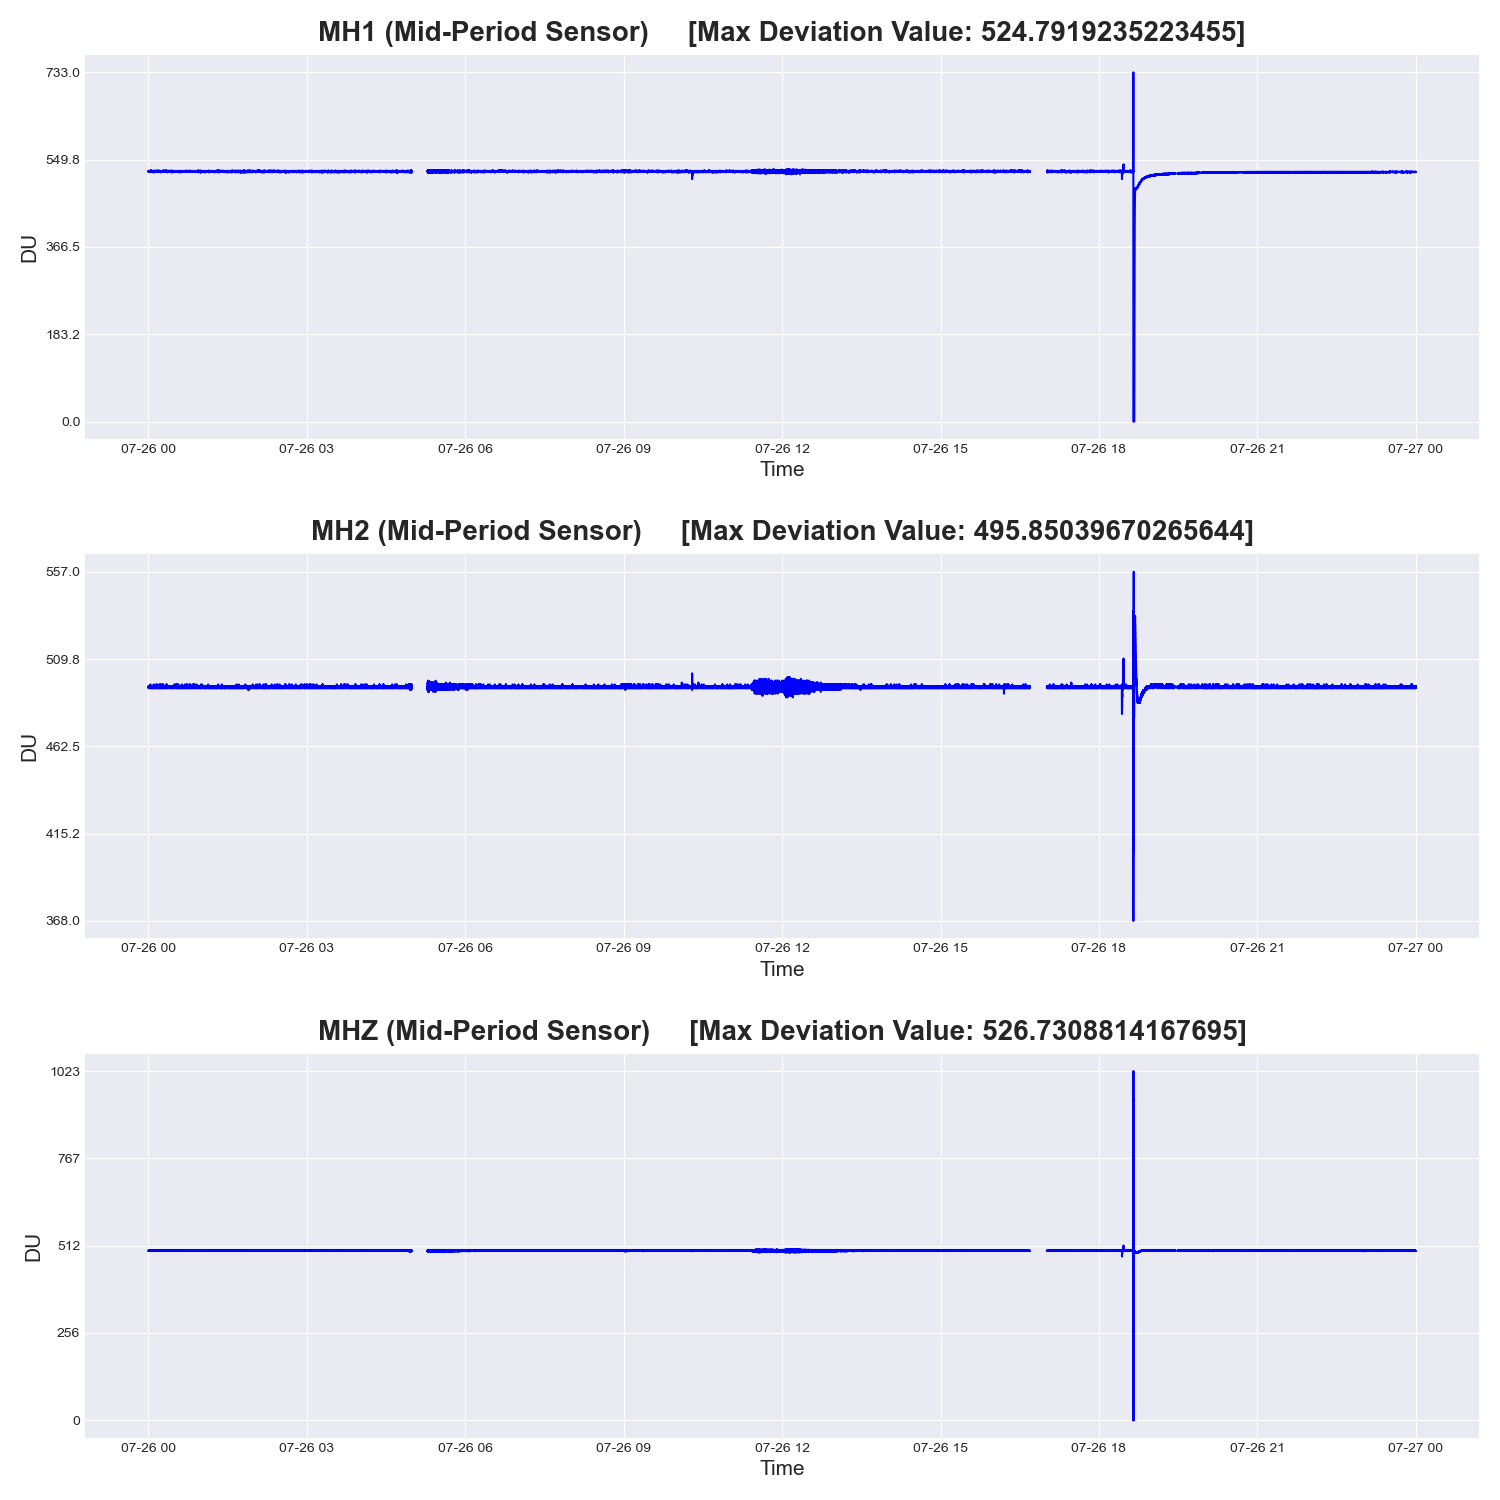 MH1 (Mid-Period Sensor) [Max Deviation Value: 524.7919235223455]
733.0
549.8
366.5
183.2
0.0
DU
07-26 00 07-26 03 07-26 06 07-26 09 07-26 12 07-26 15 07-26 18 07-26 21 07-27 00
Time
MH2 (Mid-Period Sensor) [Max Deviation Value: 495.85039670265644]
557.0
509.8
462.5
415.2
368.0
DU
07-26 00 07-26 03 07-26 06 07-26 09 07-26 12 07-26 15 07-26 18 07-26 21 07-27 00
Time
MHZ (Mid-Period Sensor) [Max Deviation Value: 526.7308814167695]
1023
767
512
256
0
DU
07-26 00 07-26 03 07-26 06 07-26 09 07-26 12 07-26 15 07-26 18 07-26 21 07-27 00
Time